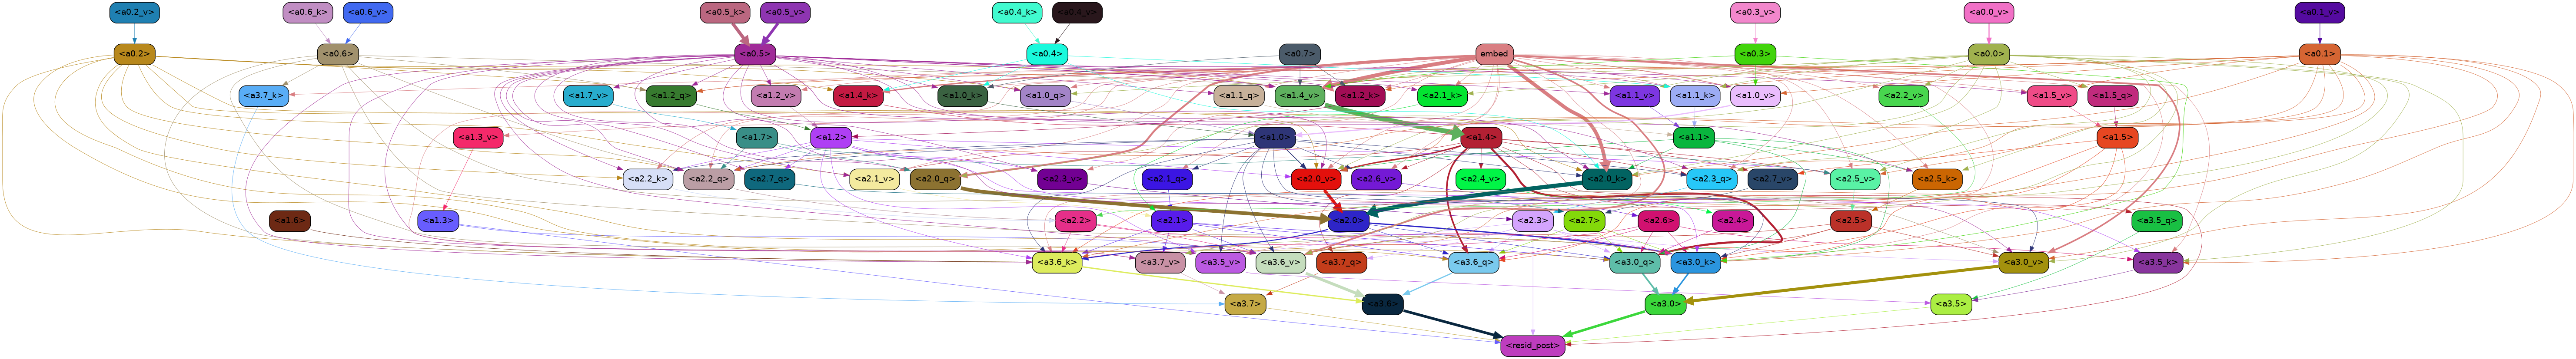 <a0.2_v> <a0.6_k> <a0.6_v> <a0.5_k> <a0.5_v> <a0.4_k> <a0.4_v> <a0.3_v> <a0.0_v> <a0.1_v>
<a0.2> <a0.6> <a0.5> <a0.4> <a0.7> embed <a0.3> <a0.0> <a0.1>
<a3.7_k> <a1.7_v> <a1.2_q> <a1.2_v> <a1.4_k> <a1.0_k> <a1.0_q> <a1.1_q> <a1.4_v> <a1.2_k> <a2.1_k> <a1.1_v> <a1.1_k> <a1.0_v> <a2.2_v> <a1.5_v> <a1.5_q>
<a1.3_v> <a1.7> <a1.2> <a1.0> <a1.4> <a1.1> <a1.5>
<a2.2_k> <a2.2_q> <a2.7_q> <a2.1_v> <a2.0_q> <a2.3_v> <a2.1_q> <a2.0_v> <a2.6_v> <a2.4_v> <a2.0_k> <a2.3_q> <a2.7_v> <a2.5_v> <a2.5_k>
<a1.6> <a1.3> <a2.2> <a2.1> <a2.0> <a2.3> <a2.7> <a2.6> <a2.4> <a2.5> <a3.5_q>
<a3.6_k> <a3.7_v> <a3.5_v> <a3.6_v> <a3.7_q> <a3.6_q> <a3.0_q> <a3.0_k> <a3.0_v> <a3.5_k>
<a3.7> <a3.6> <a3.0> <a3.5>
<resid_post>